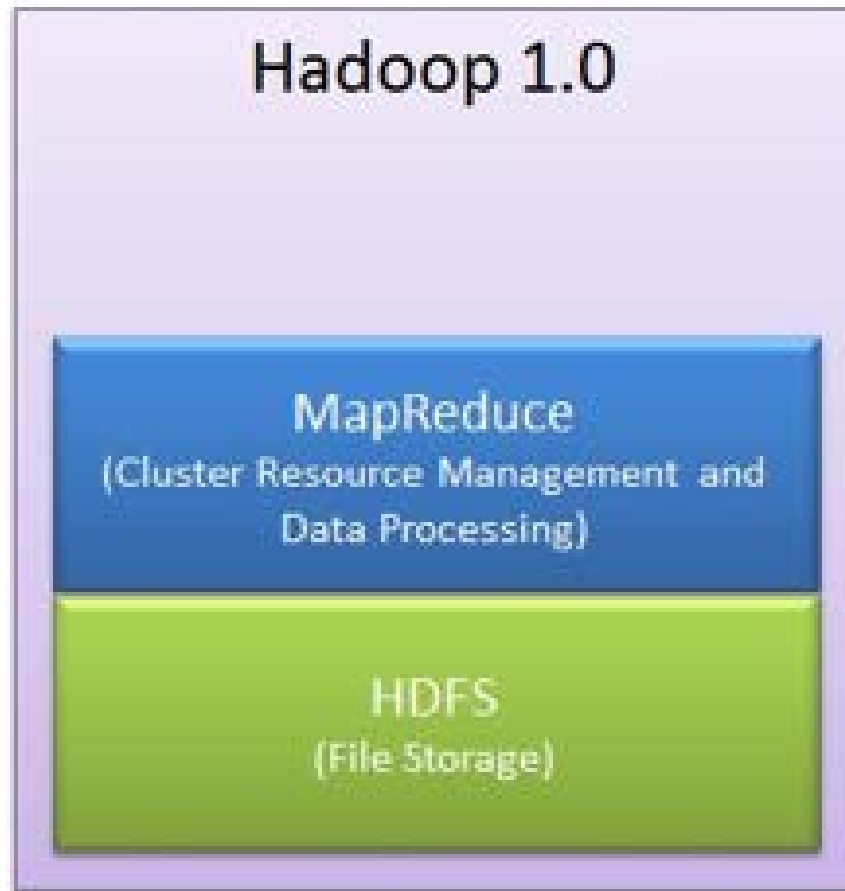 Hadoop 1.0
MapReduce
(Cluster Resource Management and
Data Processing)
HDFS
(File Storage)